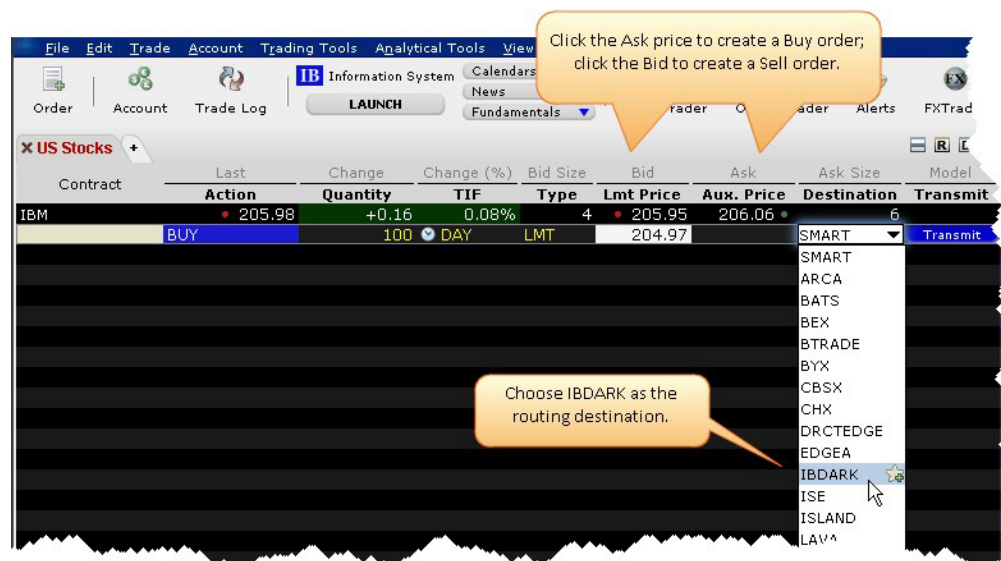 Click the Ask price to create a Buy order;
click the Bid to create a Sell order.
File Edit Trade Account Trading Tools Analytical Tools View
IB Information System Calendars
News
Fundamentals
LAUNCH
Order Account Trade Log Alerts FXTrad
US Stocks +
Contract Last Change Change (%) Bid Size Bid Ask Ask Size Model
Action Quantity TIF Type Lmt Price Aux. Price Destination Transmit
IBM 205.98 +0.16 0.08% 4 205.95 206.06 6
BUY 100 DAY LMT 204.97 SMART Transmit
SMART
ARCA
BATS
BEX
BTRADE
BYX
CBSX
CHX
DRCTEDGE
EDGEA
IBDARK
ISE
ISLAND
LAVA
Choose IBDARK as the
routing destination.